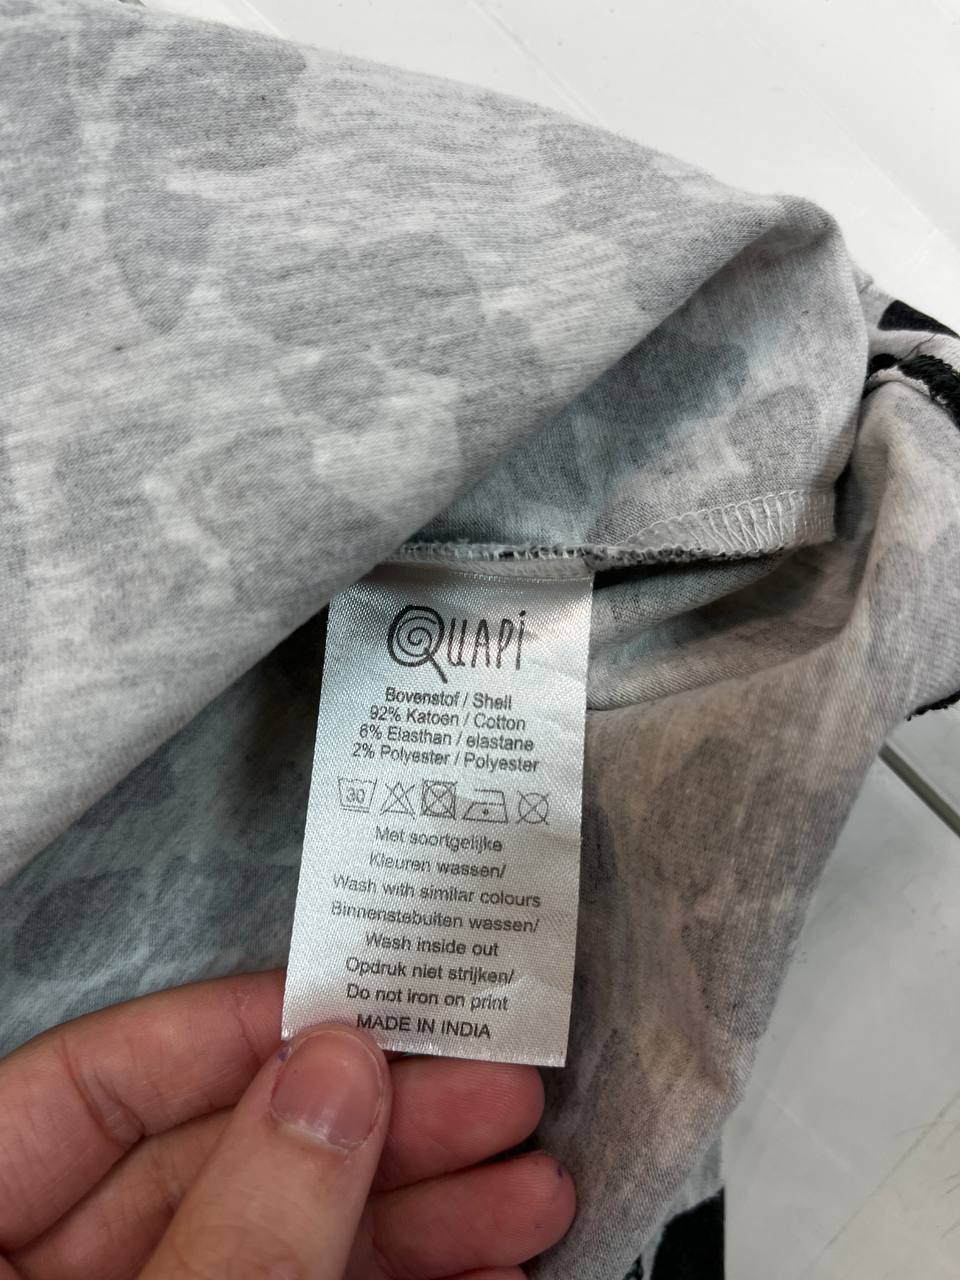 QUAPI
Bovenstof / Shell
92% Katoen / Cotton
6% Elasthan / elastane
2% Polyester / Polyester
30
Met soortgelijke
Kleuren wassen/
Wash with similar colours
Binnenstebuiten wassen/
Wash inside out
Opdruk niet strijken/
Do not iron on print
MADE IN INDIA